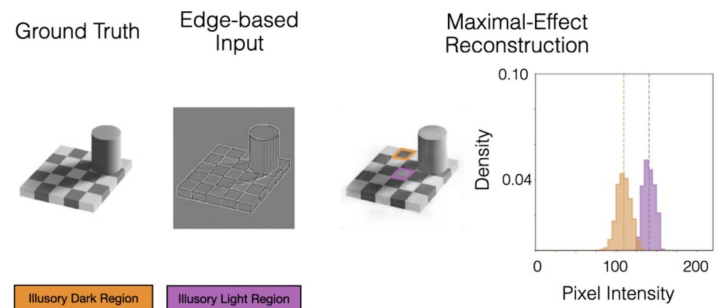 Ground Truth
Edge-based
Input
Maximal-Effect
Reconstruction
0.10
0.04
Density
0
100
200
Pixel Intensity
Illusory Dark Region
Illusory Light Region